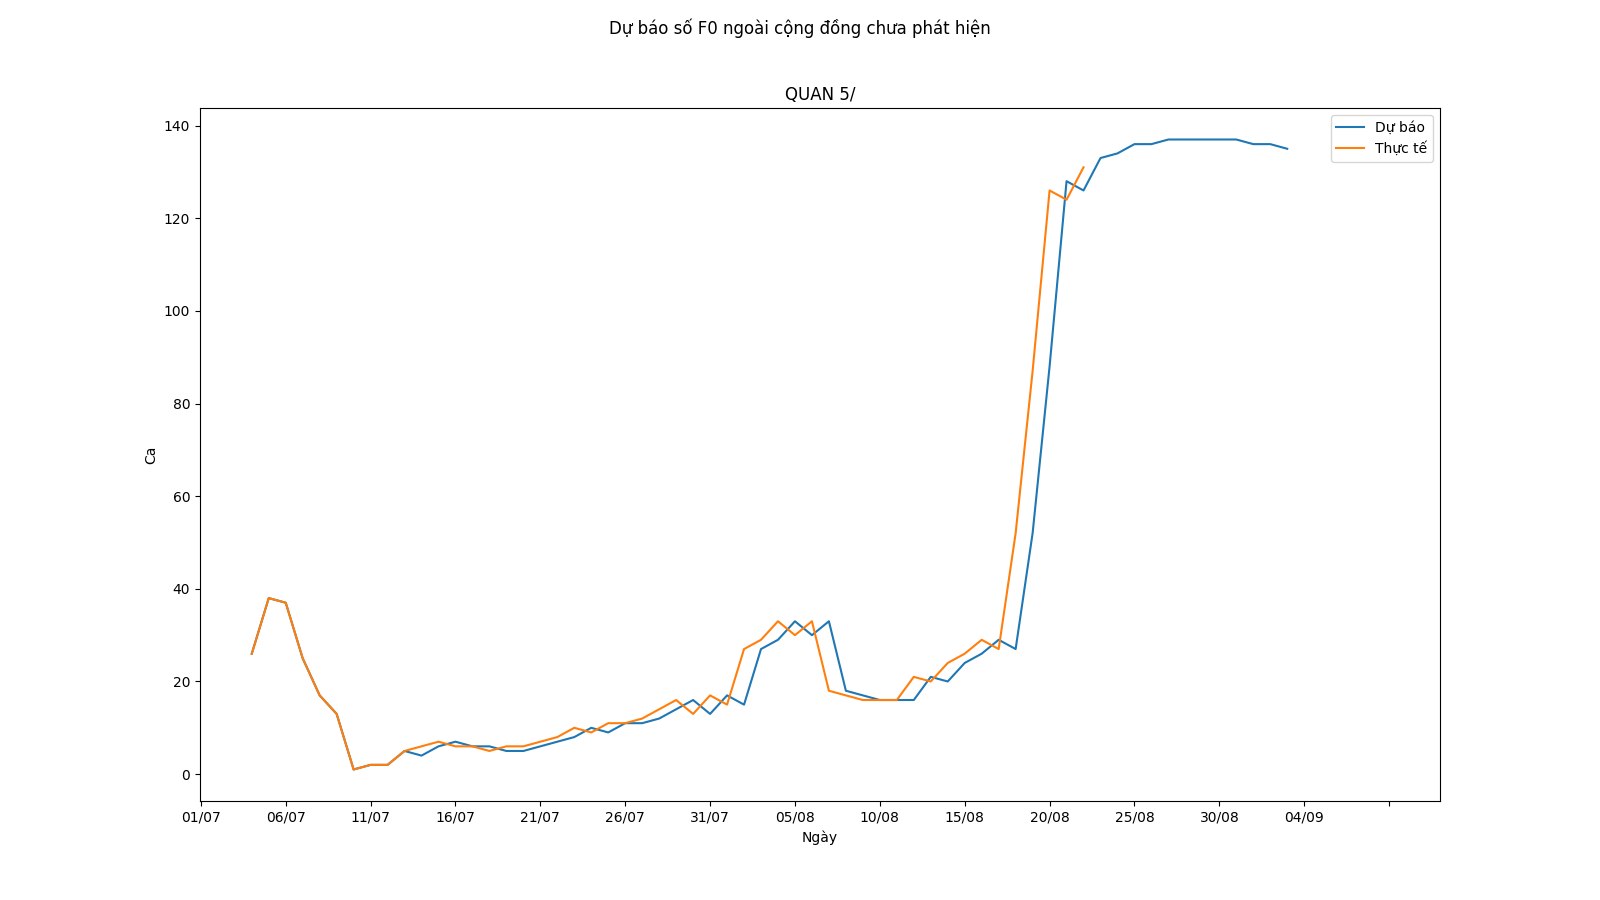 Dự báo số F0 ngoài cộng đồng chưa phát hiện
QUAN 5/
Dự báo
Thực tế
140
120
100
80
60
40
20
0
Ca
01/07 06/07 11/07 16/07 21/07 26/07 31/07 05/08 10/08 15/08 20/08 25/08 30/08 04/09
Ngày